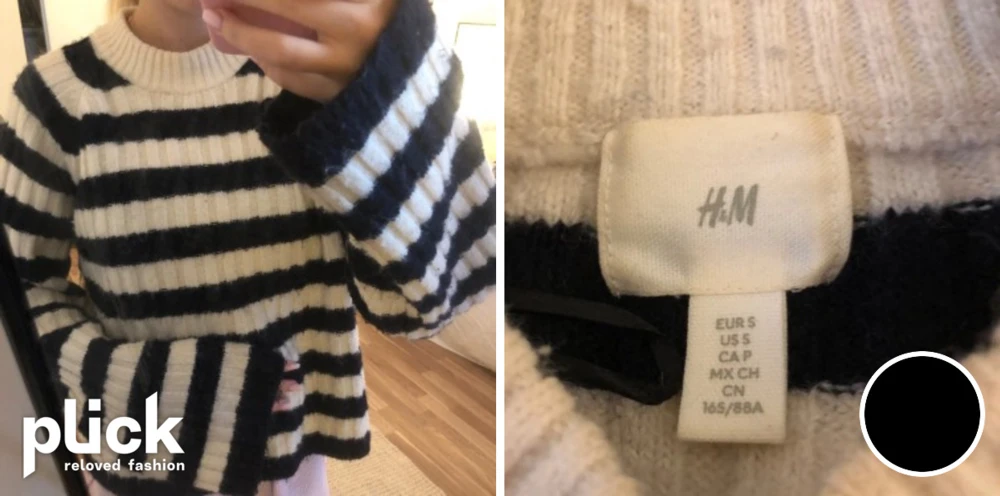 plick
reloved fashion
H&M
EUR S
US S
CA P
MX CH
CN
165/88A